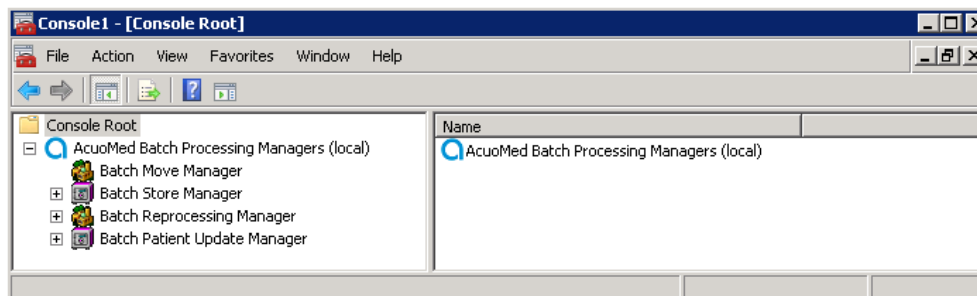 Console1 - [Console Root]
File Action View Favorites Window Help
Console Root
AcuoMed Batch Processing Managers (local)
Batch Move Manager
Batch Store Manager
Batch Reprocessing Manager
Batch Patient Update Manager
Name
AcuoMed Batch Processing Managers (local)